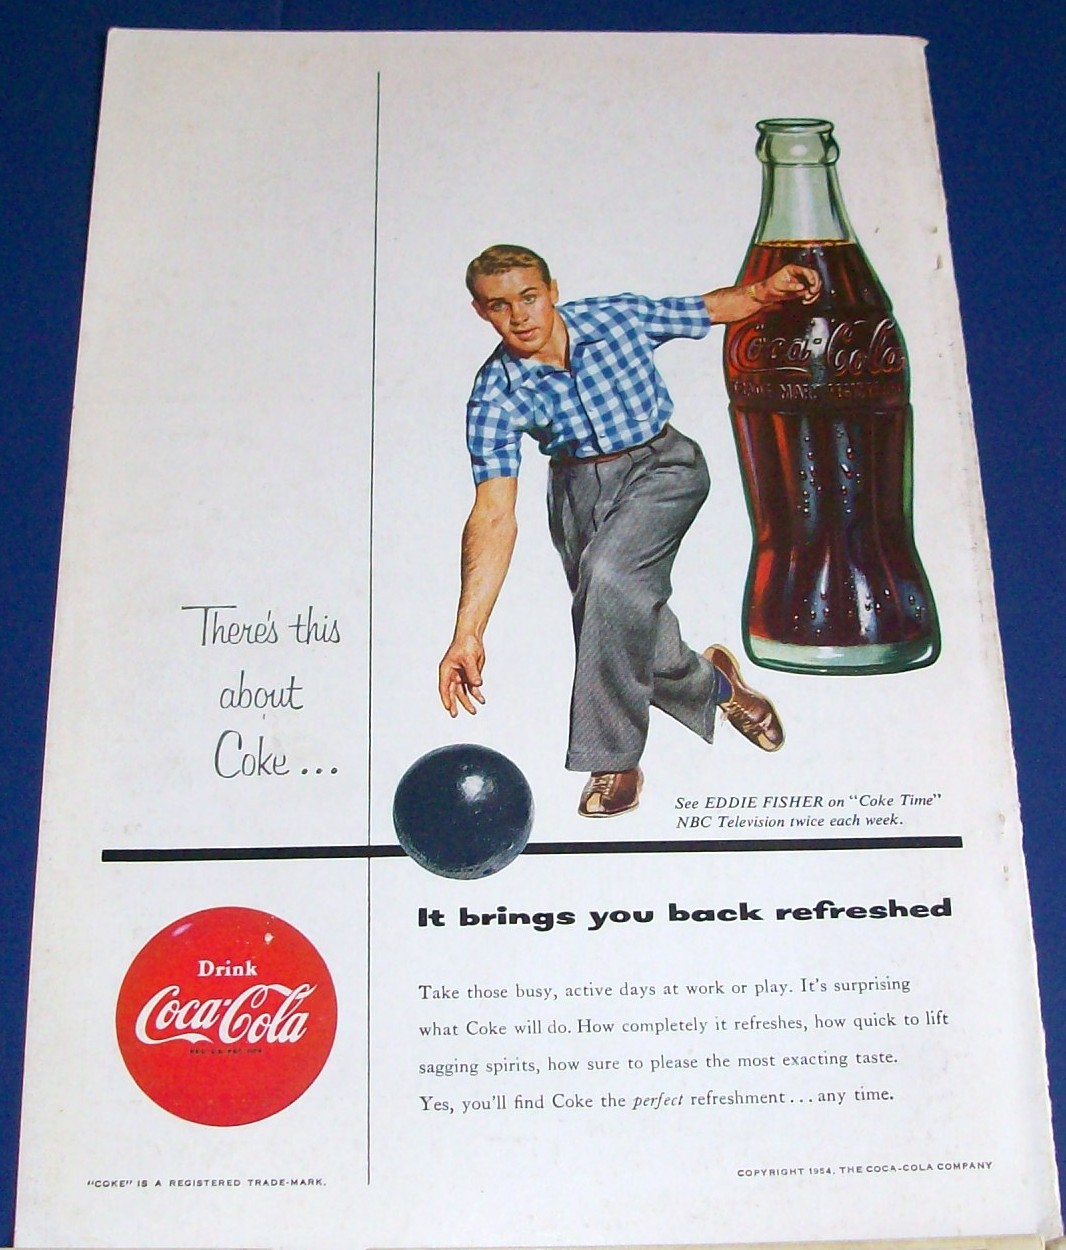 Coca-Cola
There's this
about
Coke...
See EDDIE FISHER on "Coke Time"
NBC Television twice each week.
It brings you back refreshed
Drink
Coca-Cola
Take those busy, active days at work or play. It's surprising
what Coke will do. How completely it refreshes, how quick to lift
sagging spirits, how sure to please the most exacting taste.
Yes, you'll find Coke the perfect refreshment...any time.
"COKE" IS A REGISTERED TRADE-MARK.
COPYRIGHT 1954, THE COCA-COLA COMPANY